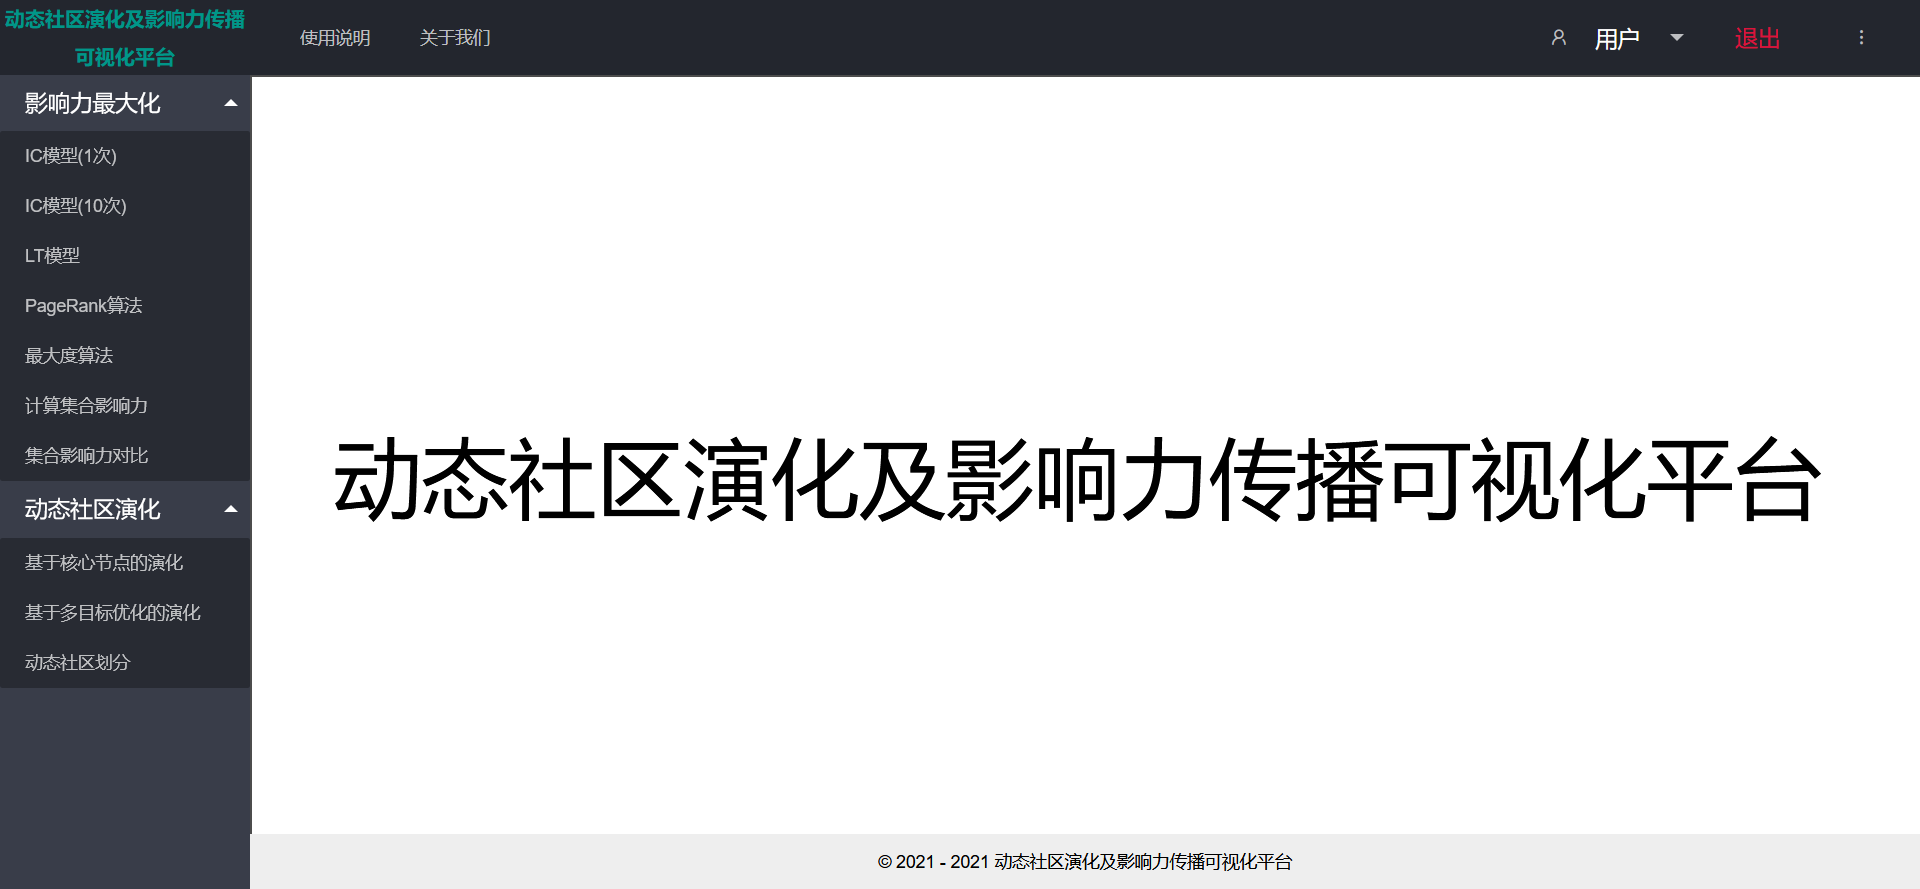 动态社区演化及影响力传播
可视化平台
使用说明
关于我们
用户
退出
影响力最大化
IC模型(1次)
IC模型(10次)
LT模型
PageRank算法
最大度算法
计算集合影响力
集合影响力对比
动态社区演化
基于核心节点的演化
基于多目标优化的演化
动态社区划分
动态社区演化及影响力传播可视化平台
© 2021 - 2021 动态社区演化及影响力传播可视化平台